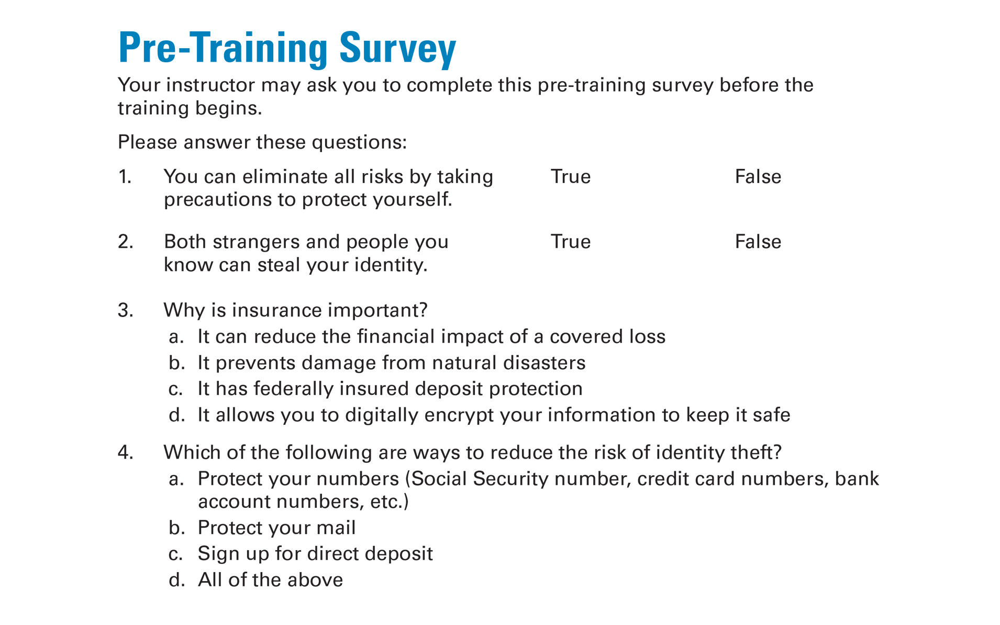 Pre-Training Survey
Your instructor may ask you to complete this pre-training survey before the
training begins.
Please answer these questions:
1. You can eliminate all risks by taking True False
precautions to protect yourself.
2. Both strangers and people you True False
know can steal your identity.
3. Why is insurance important?
a. It can reduce the financial impact of a covered loss
b. It prevents damage from natural disasters
c. It has federally insured deposit protection
d. It allows you to digitally encrypt your information to keep it safe
4. Which of the following are ways to reduce the risk of identity theft?
a. Protect your numbers (Social Security number, credit card numbers, bank
account numbers, etc.)
b. Protect your mail
c. Sign up for direct deposit
d. All of the above